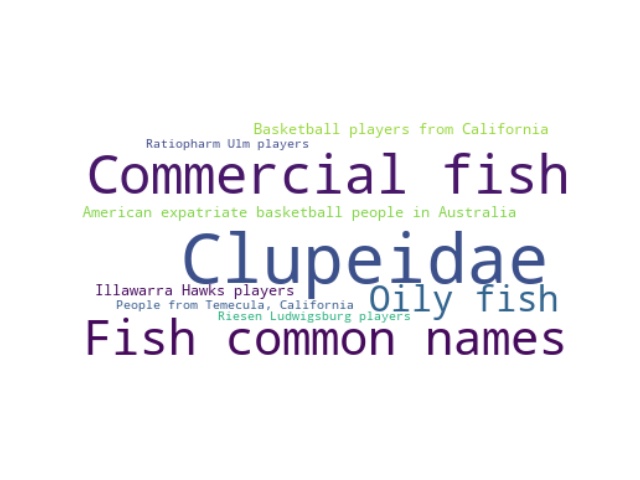 Basketball players from California
Ratiopharm Ulm players
Commercial fish
American expatriate basketball people in Australia
Clupeidae
Illawarra Hawks players
Oily fish
People from Temecula, California
Riesen Ludwigsburg players
Fish common names